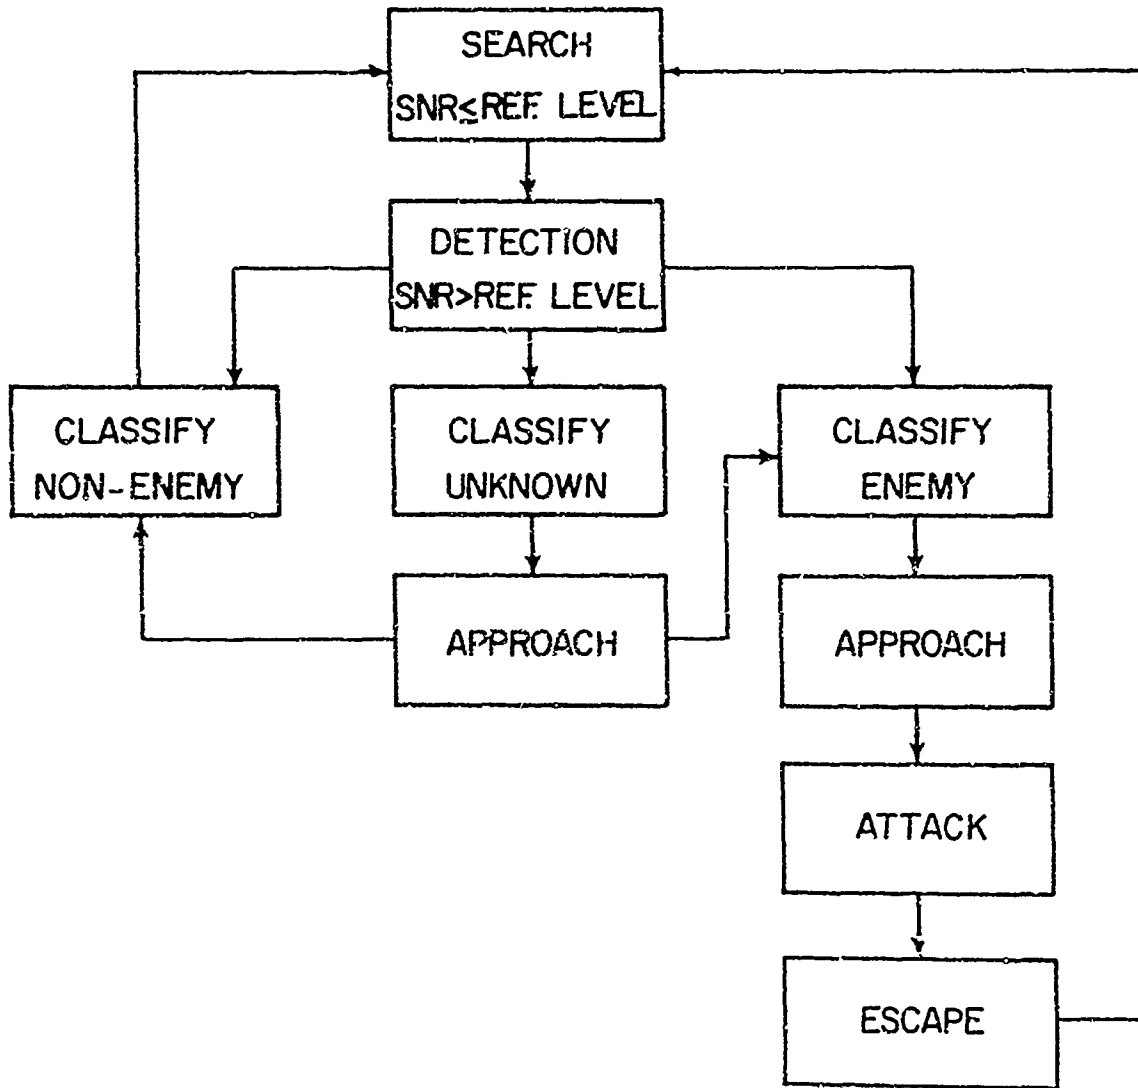 SEARCH
SNR≤REF. LEVEL
DETECTION
SNR>REF. LEVEL
CLASSIFY
NON-ENEMY
CLASSIFY
UNKNOWN
CLASSIFY
ENEMY
APPROACH
APPROACH
ATTACK
ESCAPE